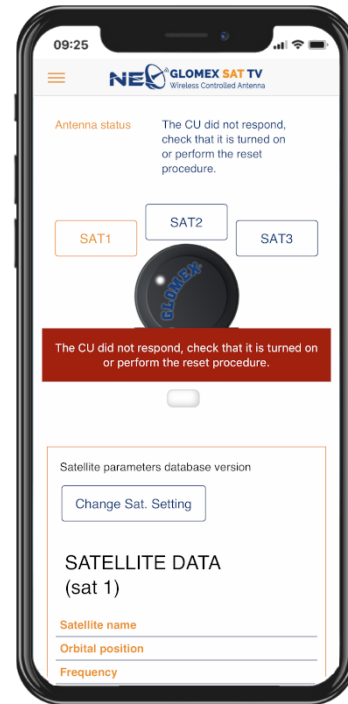 09:25
NEO GLOMEX SAT TV
Wireless Controlled Antenna
Antenna status
The CU did not respond,
check that it is turned on
or perform the reset
procedure.
SAT1
SAT2
SAT3
GLOMEX
The CU did not respond, check that it is turned on
or perform the reset procedure.
Satellite parameters database version
Change Sat. Setting
SATELLITE DATA
(sat 1)
Satellite name
Orbital position
Frequency